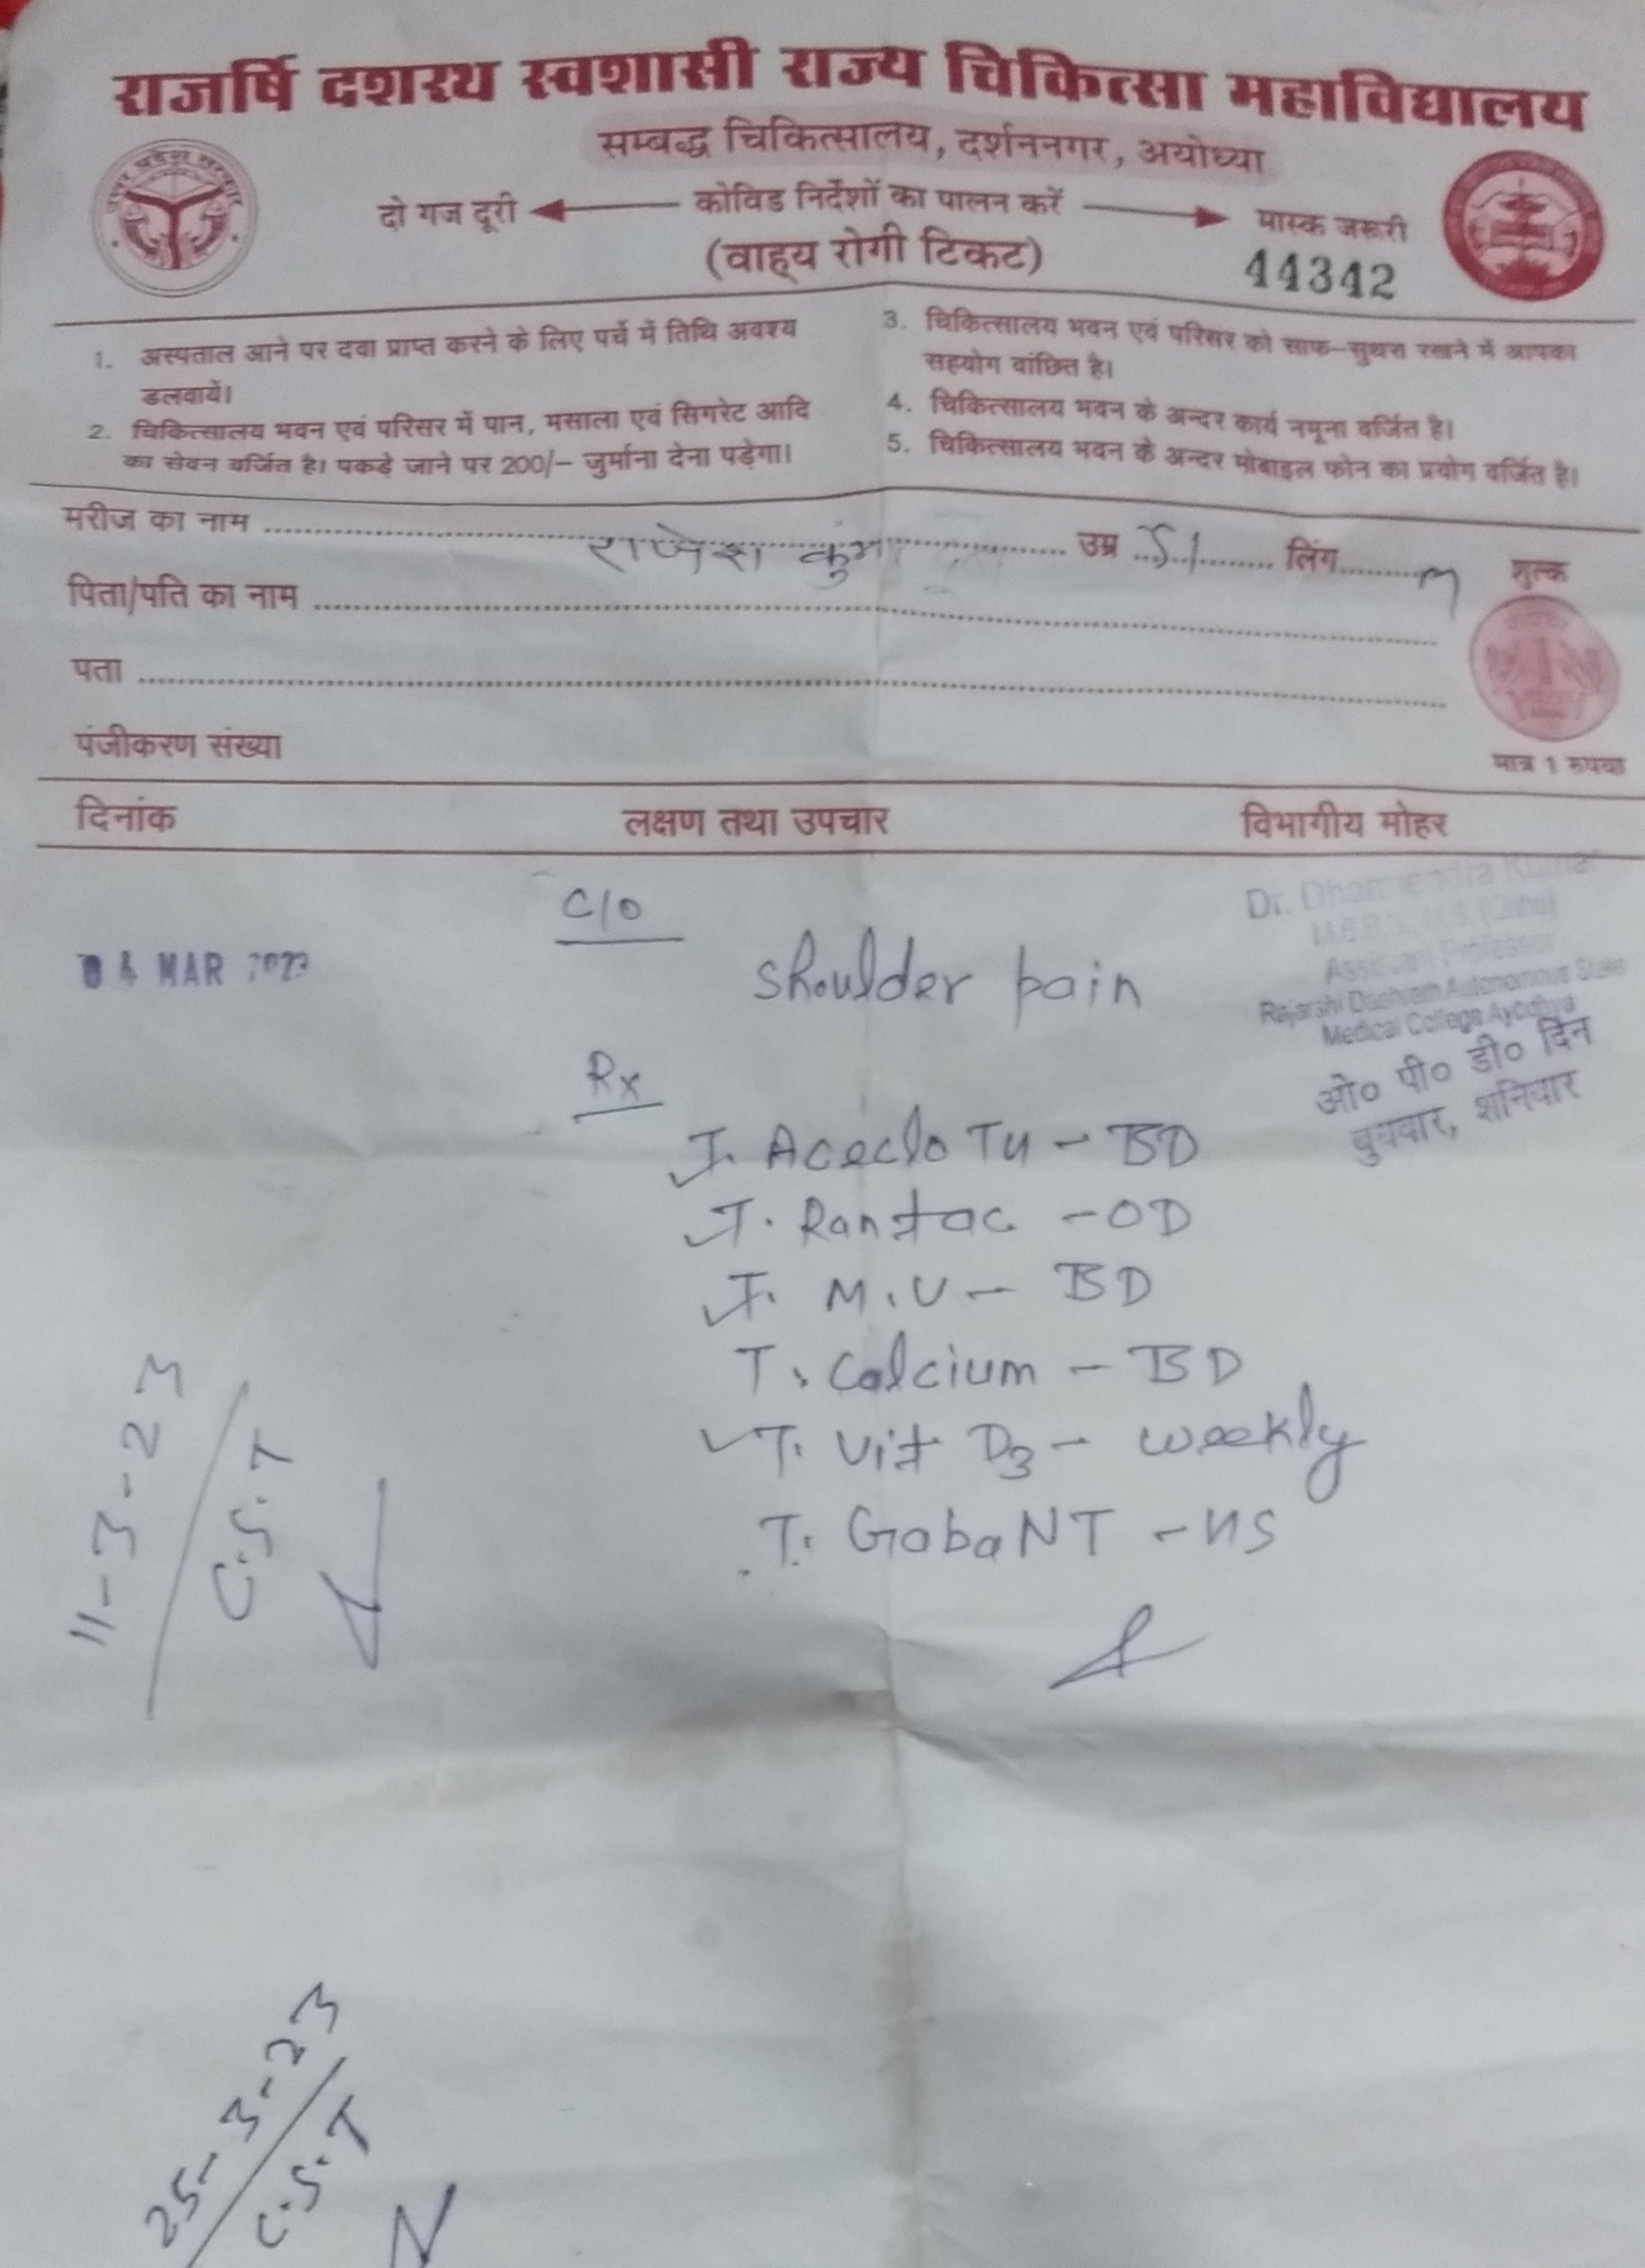 राजर्षि दशरथ स्वशासी राज्य चिकित्सा महाविद्यालय
सम्बद्ध चिकित्सालय, दर्शननगर, अयोध्या
दो गज दूरी कोविड निर्देशों का पालन करें मास्क जरूरी
(वाह्य रोगी टिकट)
44342
1. अस्पताल आने पर दवा प्राप्त करने के लिए पर्चे में तिथि अवश्य
डलवायें।
2. चिकित्सालय भवन एवं परिसर में पान, मसाला एवं सिगरेट आदि
का सेवन वर्जित है। पकड़े जाने पर 200/- जुर्माना देना पड़ेगा।
3. चिकित्सालय भवन एवं परिसर को साफ-सुथरा रखने में आपका
सहयोग वांछित है।
4. चिकित्सालय भवन के अन्दर कार्य नमूना वर्जित है।
5. चिकित्सालय भवन के अन्दर मोबाइल फोन का प्रयोग वर्जित है।
मरीज का नाम राजेश उम्र 51 लिंग M
शुल्क
पिता/पति का नाम
पता
पंजीकरण संख्या
मात्र 1 रुपया
दिनांक लक्षण तथा उपचार विभागीय मोहर
C/O
04 MAR 2023
Shoulder pain
Dr. Dharmendra Kumar
M.B.B.S., M.S. (Ortho)
Assistant Professor
Rajarshi Dashrath Autonomous State
Medical College Ayodhya
ओ० पी० डी० दिन
बुधवार, शनिवार
Rx
T. Aceclo TH - BD
T. Rantac - OD
T. M.V - BD
T. Calcium - BD
T. Vit D3 - weekly
T. GabaNT - HS
11-3-23
C.S.T
25-3-23
C.S.T